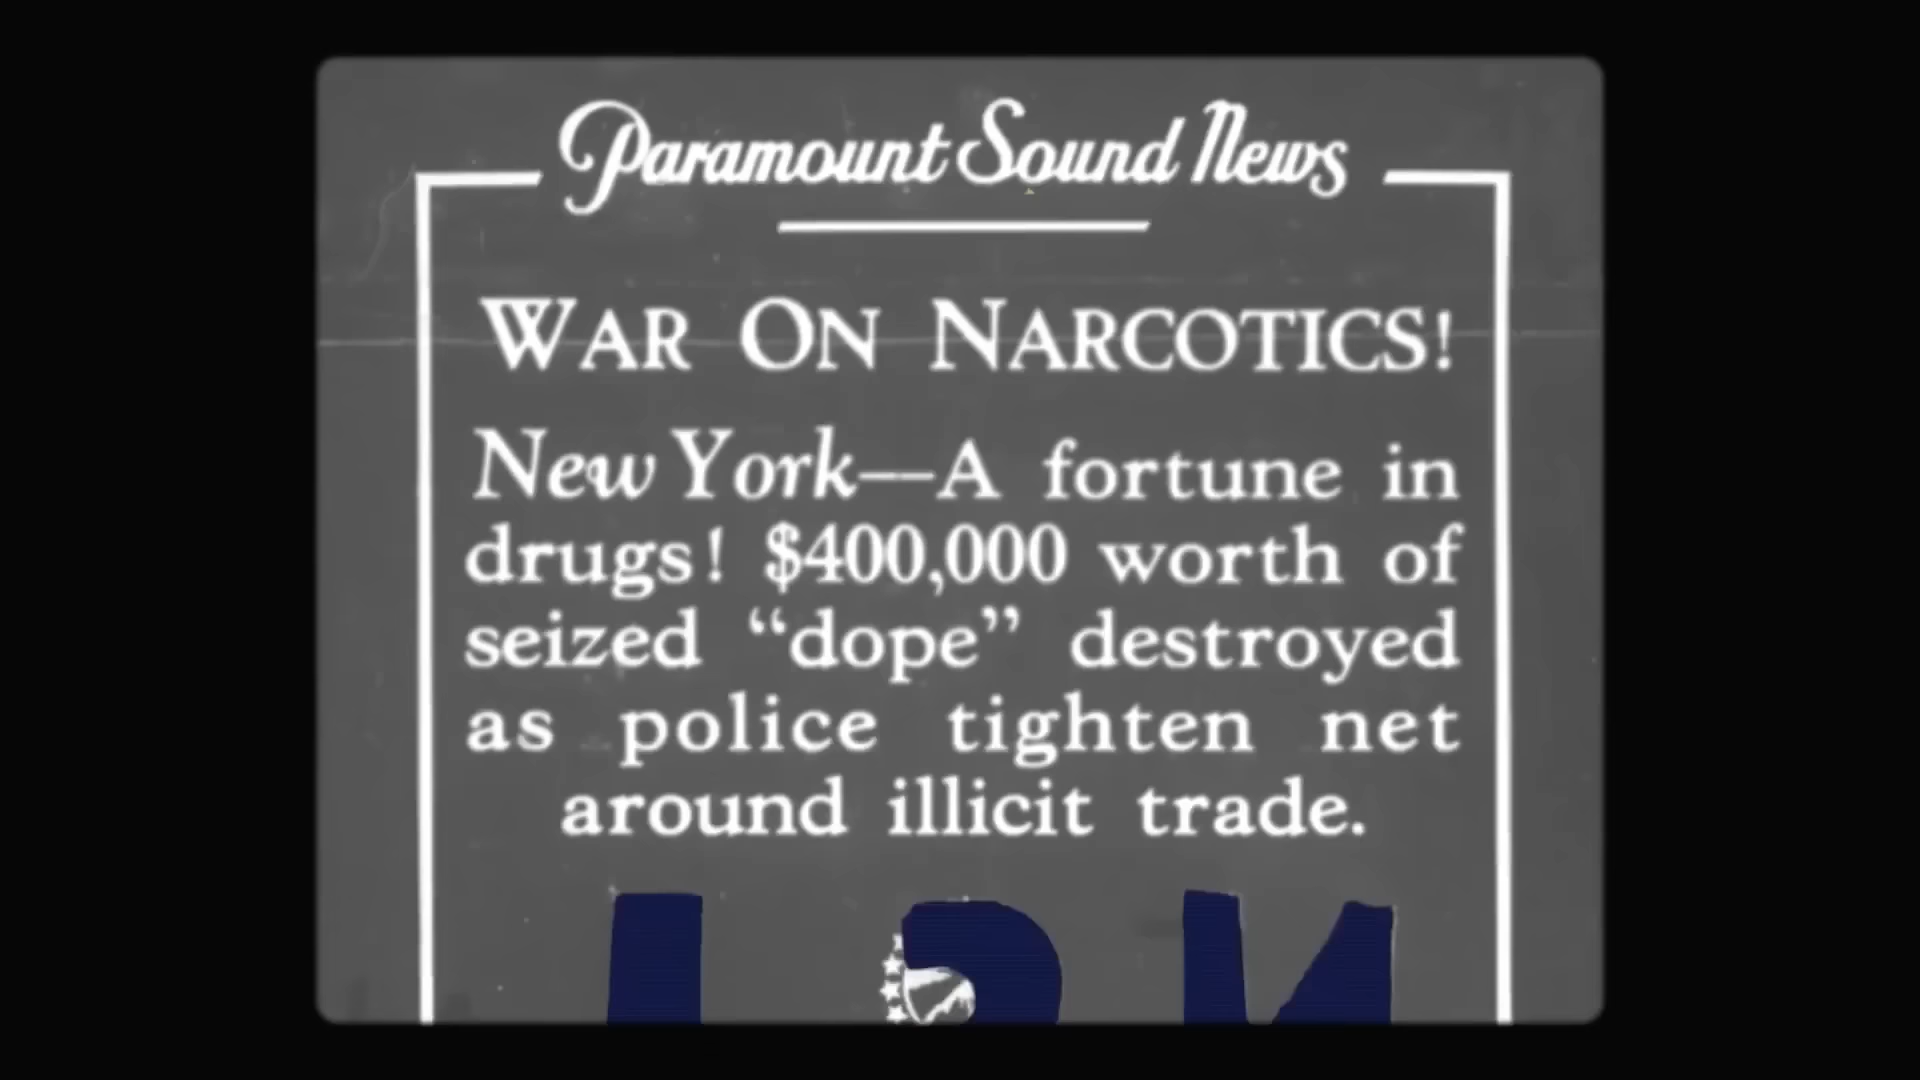 Paramount Sound News
WAR ON NARCOTICS!
New York—A fortune in
drugs! $400,000 worth of
seized “dope” destroyed
as police tighten net
around illicit trade.